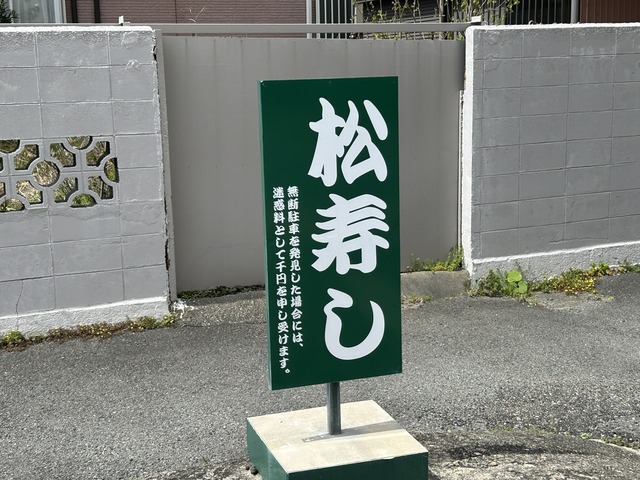 松寿し
無断駐車を発見した場合には、
迷惑料として千円を申し受けます。